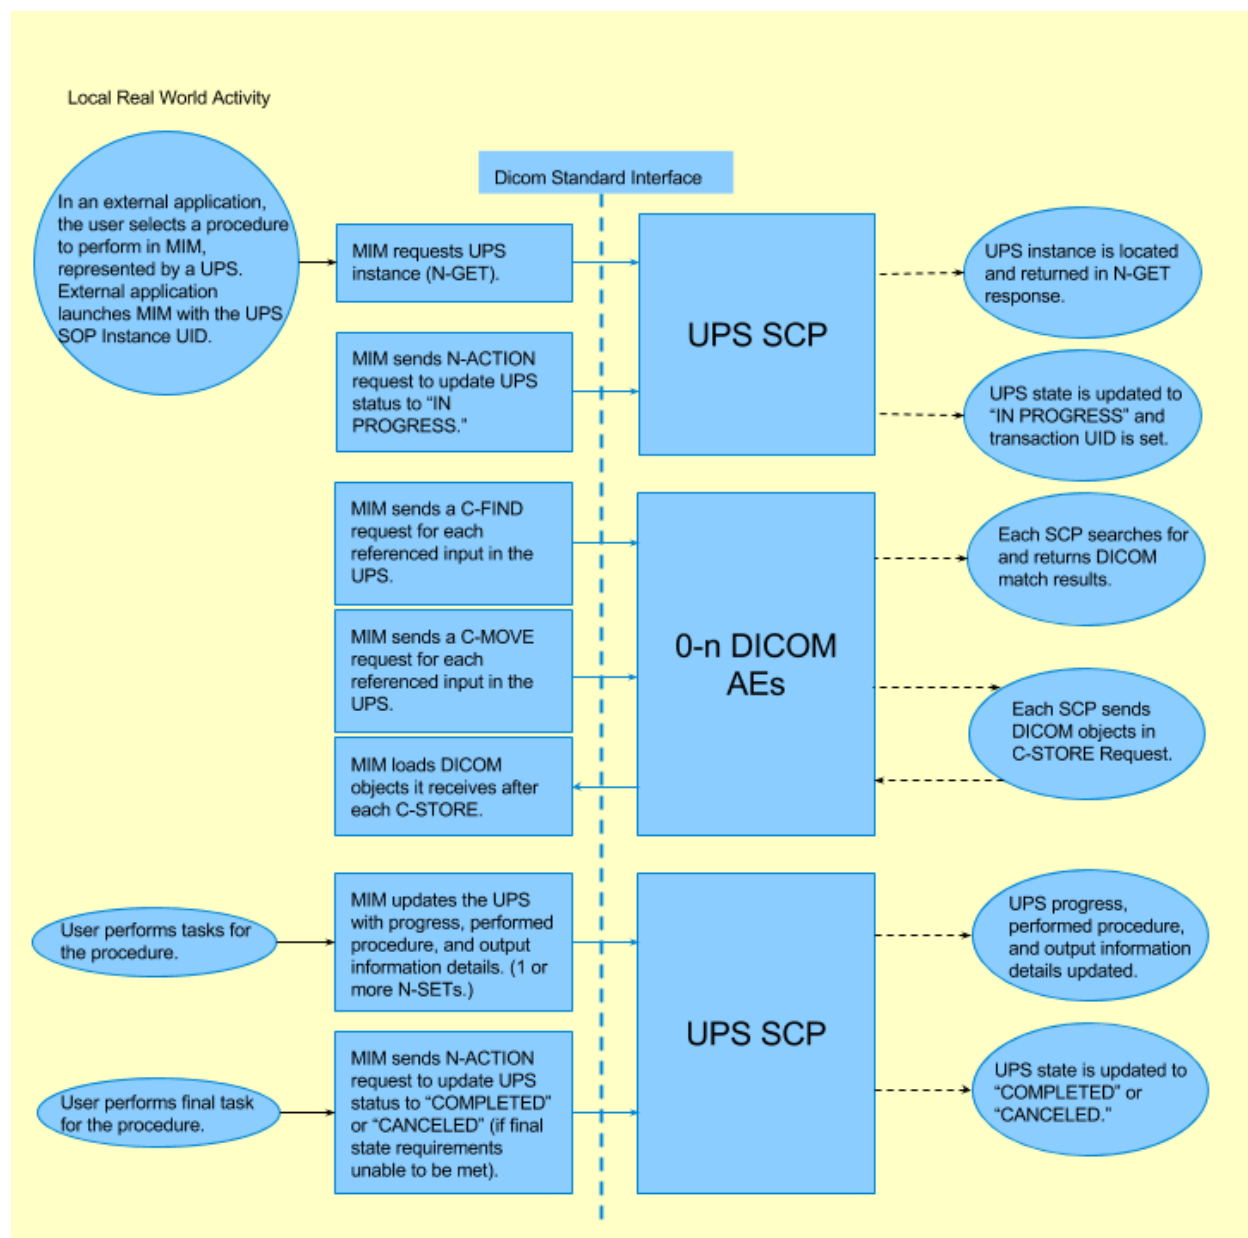 Local Real World Activity
In an external application,
the user selects a procedure
to perform in MIM,
represented by a UPS.
External application
launches MIM with the UPS
SOP Instance UID.
Dicom Standard Interface
MIM requests UPS
instance (N-GET).
UPS SCP
UPS instance is located
and returned in N-GET
response.
MIM sends N-ACTION
request to update UPS
status to “IN
PROGRESS.”
UPS state is updated to
“IN PROGRESS” and
transaction UID is set.
MIM sends a C-FIND
request for each
referenced input in the
UPS.
0-n DICOM
AEs
Each SCP searches for
and returns DICOM
match results.
MIM sends a C-MOVE
request for each
referenced input in the
UPS.
Each SCP sends
DICOM objects in
C-STORE Request.
MIM loads DICOM
objects it receives after
each C-STORE.
User performs tasks for
the procedure.
MIM updates the UPS
with progress, performed
procedure, and output
information details. (1 or
more N-SETs.)
UPS SCP
UPS progress,
performed procedure,
and output information
details updated.
User performs final task
for the procedure.
MIM sends N-ACTION
request to update UPS
status to “COMPLETED”
or “CANCELED” (if final
state requirements
unable to be met).
UPS state is updated to
“COMPLETED” or
“CANCELED.”